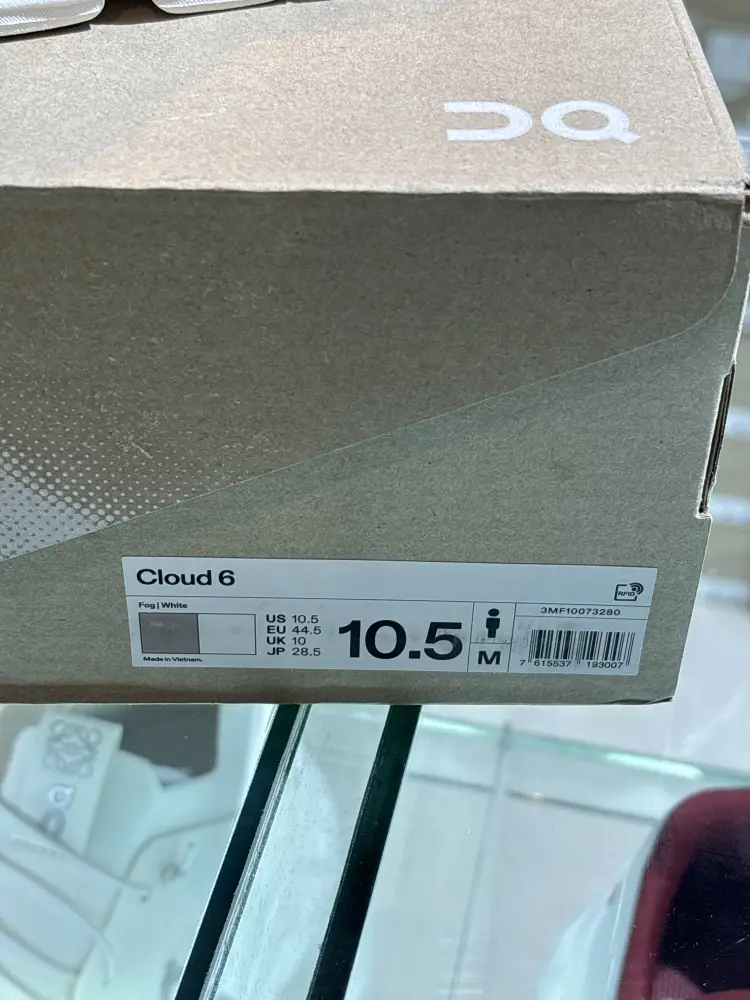 Cloud 6
RFID
Fog | White
US 10.5
EU 44.5
UK 10
JP 28.5
10.5
M
3MF10073280
7 615537 193007
Made in Vietnam.